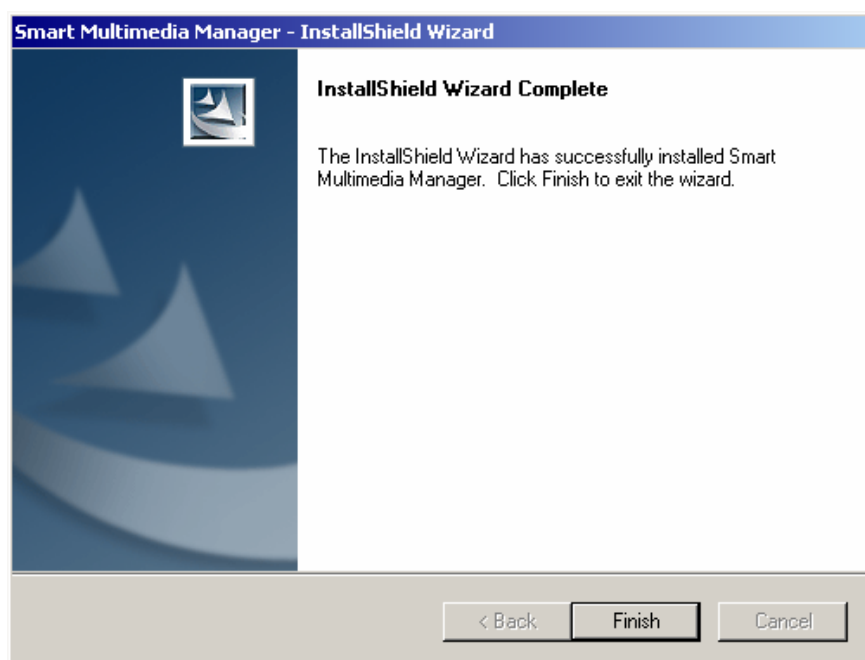 Smart Multimedia Manager - InstallShield Wizard
InstallShield Wizard Complete
The InstallShield Wizard has successfully installed Smart
Multimedia Manager.  Click Finish to exit the wizard.
< Back
Finish
Cancel